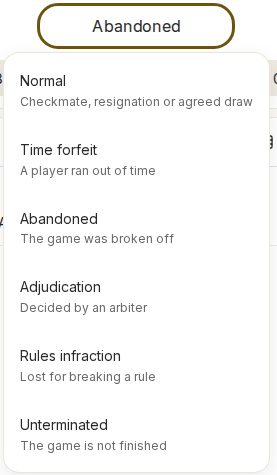 Abandoned
Normal
Checkmate, resignation or agreed draw
Time forfeit
A player ran out of time
Abandoned
The game was broken off
Adjudication
Decided by an arbiter
Rules infraction
Lost for breaking a rule
Unterminated
The game is not finished